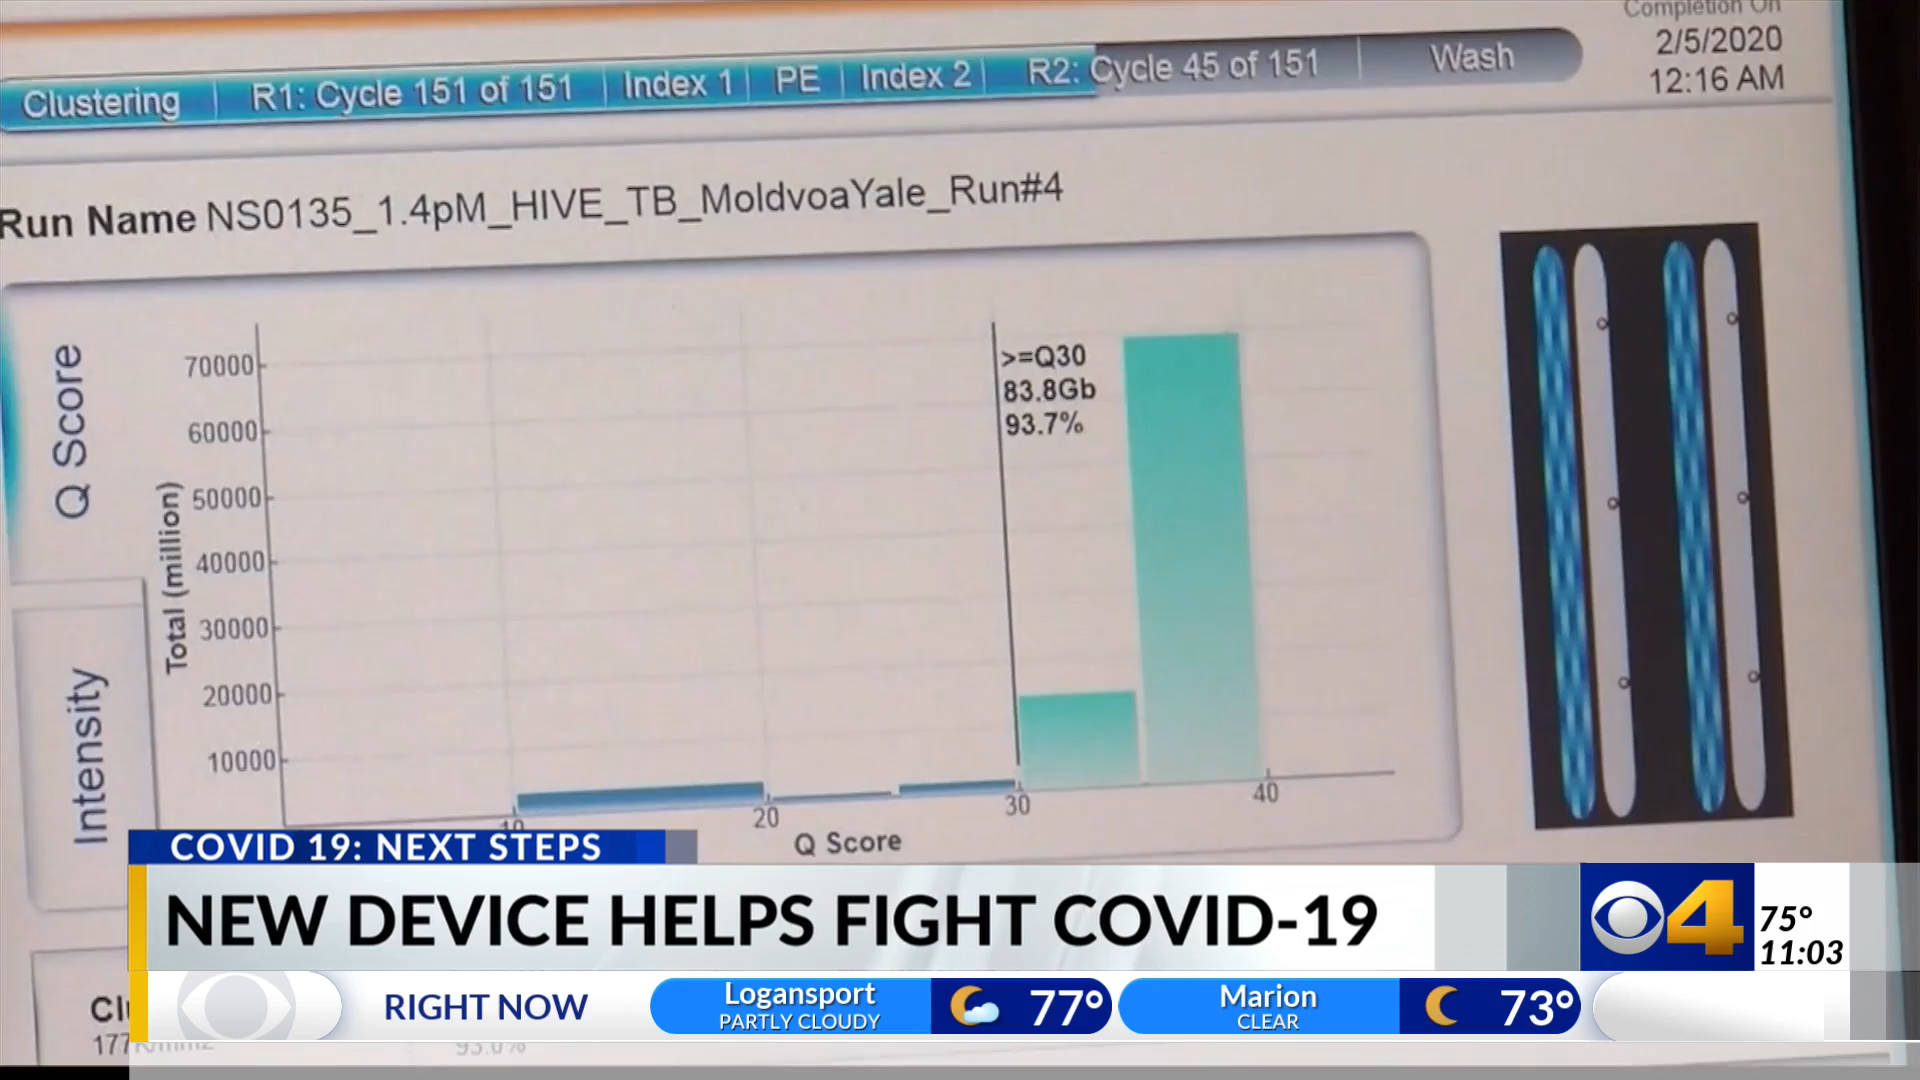 Completion On
2/5/2020
12:16 AM
Clustering
R1: Cycle 151 of 151
Index 1
PE
Index 2
R2: Cycle 45 of 151
Wash
Run Name NS0135_1.4pM_HIVE_TB_MoldvoaYale_Run#4
Q Score
Intensity
Total (million)
70000
60000
50000
40000
30000
20000
10000
>=Q30
83.8Gb
93.7%
10
20
30
40
Q Score
COVID 19: NEXT STEPS
NEW DEVICE HELPS FIGHT COVID-19
4
75°
11:03
RIGHT NOW
Logansport
PARTLY CLOUDY
77°
Marion
CLEAR
73°